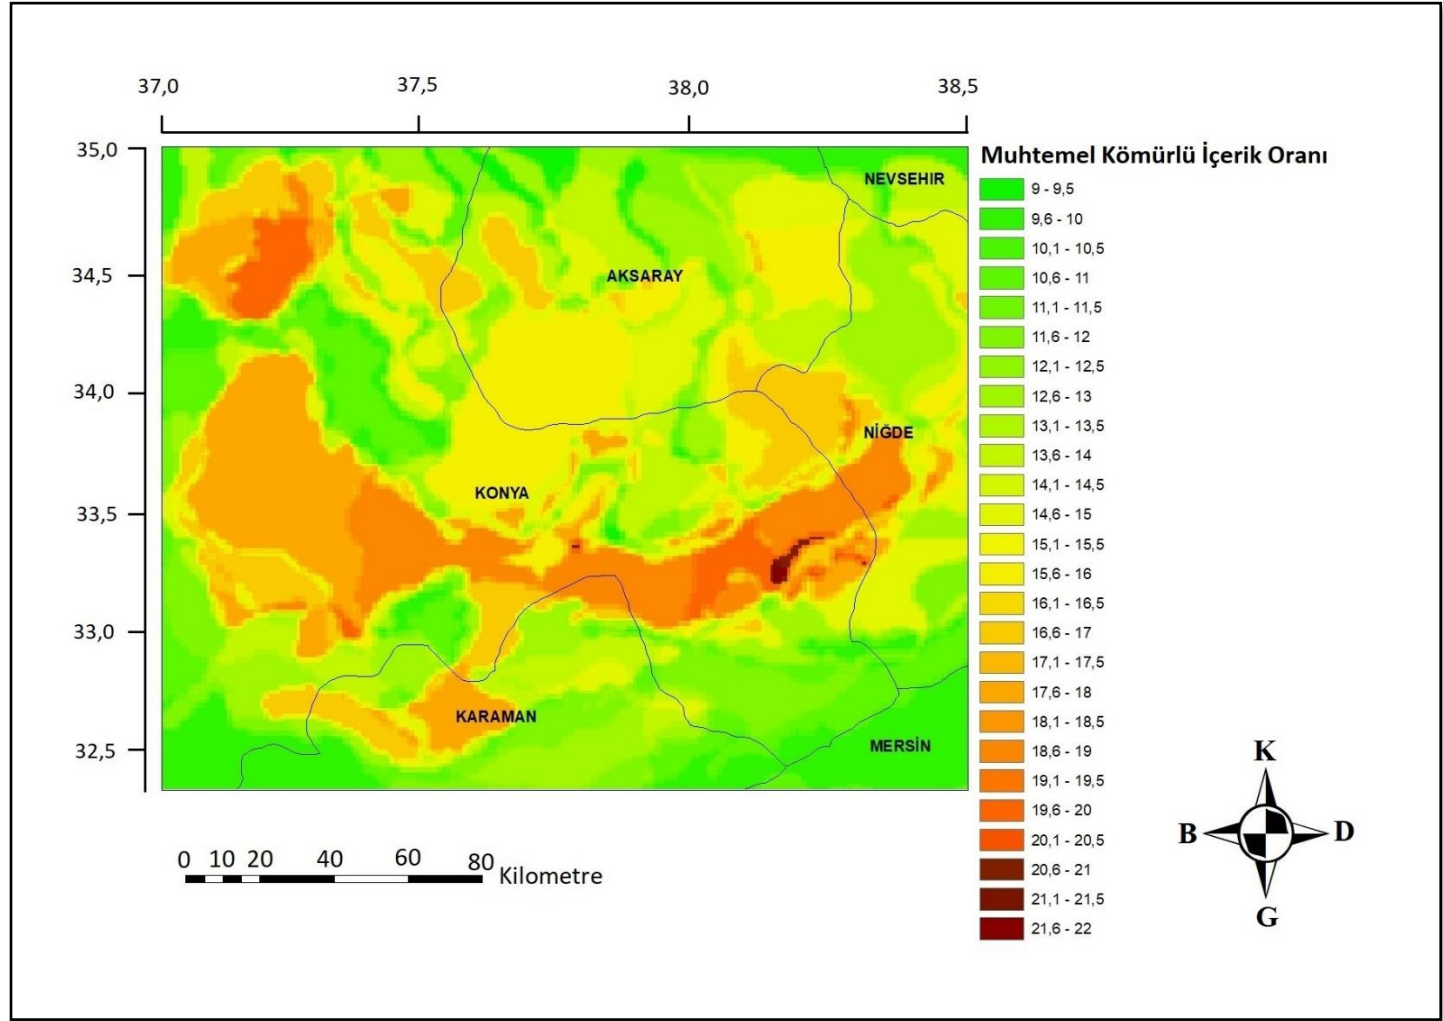 37,0 37,5 38,0 38,5
35,0
34,5
34,0
33,5
33,0
32,5
NEVSEHIR
AKSARAY
NİĞDE
KONYA
KARAMAN
MERSİN
Muhtemel Kömürlü İçerik Oranı
9 - 9,5
9,6 - 10
10,1 - 10,5
10,6 - 11
11,1 - 11,5
11,6 - 12
12,1 - 12,5
12,6 - 13
13,1 - 13,5
13,6 - 14
14,1 - 14,5
14,6 - 15
15,1 - 15,5
15,6 - 16
16,1 - 16,5
16,6 - 17
17,1 - 17,5
17,6 - 18
18,1 - 18,5
18,6 - 19
19,1 - 19,5
19,6 - 20
20,1 - 20,5
20,6 - 21
21,1 - 21,5
21,6 - 22
K
B D
G
0 10 20 40 60 80 Kilometre